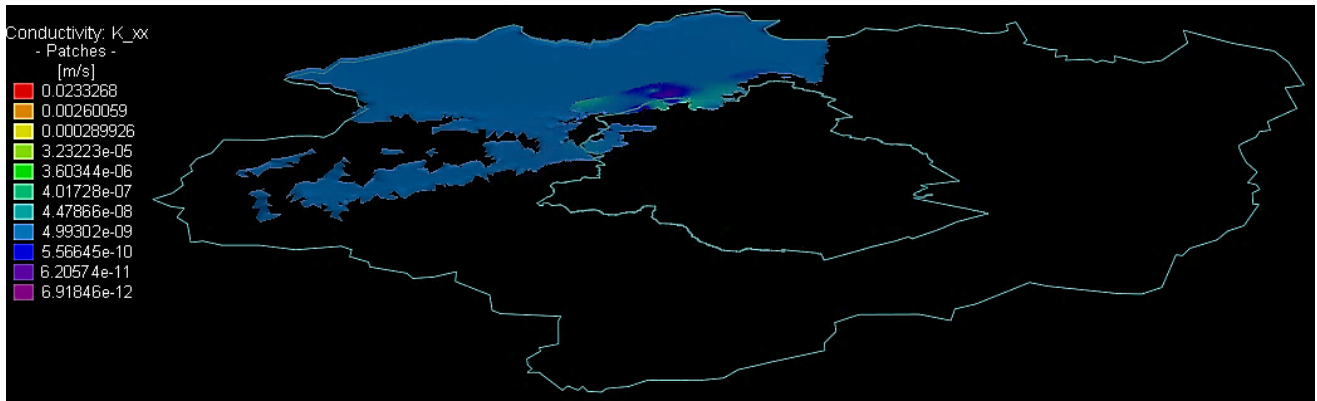 Conductivity: K_xx
- Patches -
[m/s]
0.0233268
0.00260059
0.000289926
3.23223e-05
3.60344e-06
4.01728e-07
4.47866e-08
4.99302e-09
5.56645e-10
6.20574e-11
6.91846e-12